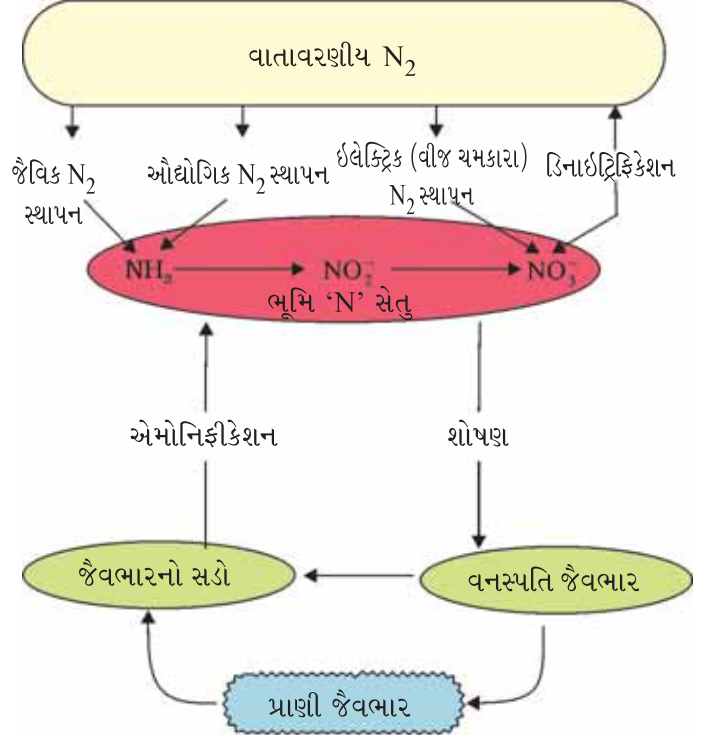 વાતાવરણીય N₂
જૈવિક N₂
સ્થાપન
ઔદ્યોગિક N₂ સ્થાપન
ઇલેક્ટ્રિક (વીજ ચમકારા)
N₂ સ્થાપન
ડિનાઇટ્રિફિકેશન
NH₃ NO₂⁻ NO₃⁻
ભૂમિ ‘N’ સેતુ
એમોનિફીકેશન
શોષણ
જૈવભારનો સડો
વનસ્પતિ જૈવભાર
પ્રાણી જૈવભાર